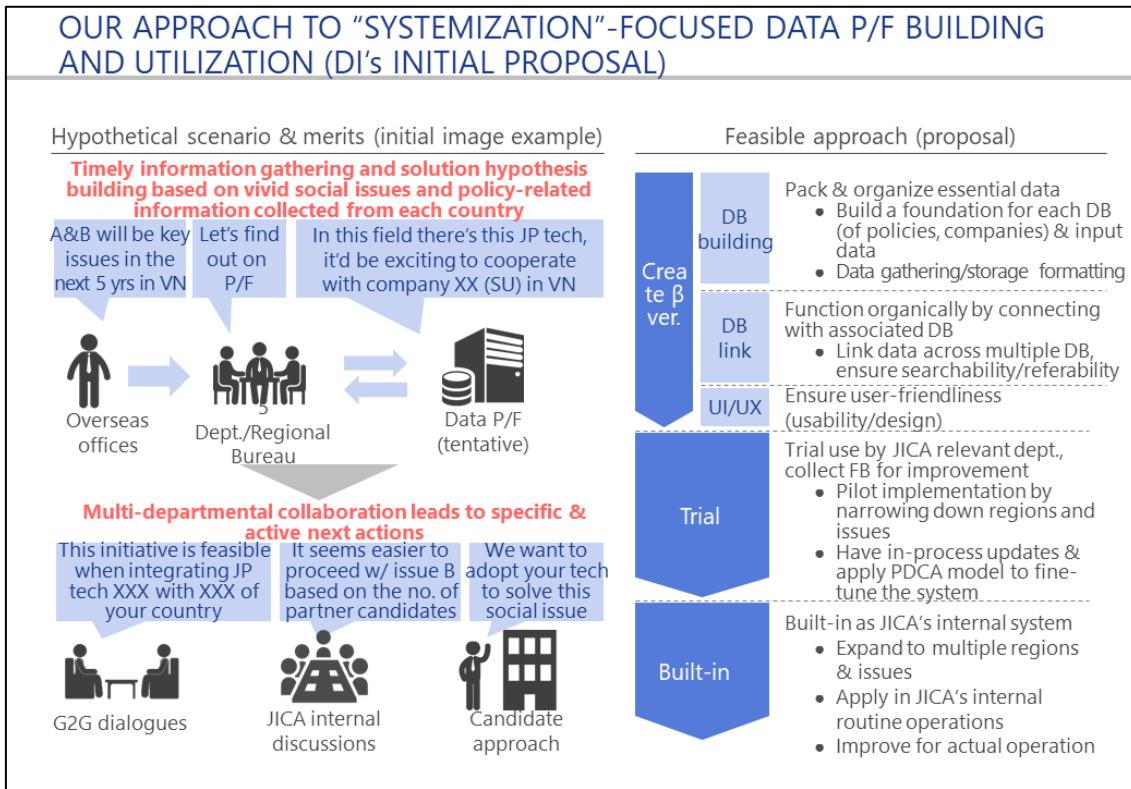 OUR APPROACH TO “SYSTEMIZATION”-FOCUSED DATA P/F BUILDING
AND UTILIZATION (DI’s INITIAL PROPOSAL)
Hypothetical scenario & merits (initial image example)
Timely information gathering and solution hypothesis
building based on vivid social issues and policy-related
information collected from each country
A&B will be key
issues in the
next 5 yrs in VN
Let’s find
out on
P/F
In this field there’s this JP tech,
it’d be exciting to cooperate
with company XX (SU) in VN
Overseas
offices
5
Dept./Regional
Bureau
Data P/F
(tentative)
Multi-departmental collaboration leads to specific &
active next actions
This initiative is feasible
when integrating JP
tech XXX with XXX of
your country
It seems easier to
proceed w/ issue B
based on the no. of
partner candidates
We want to
adopt your tech
to solve this
social issue
G2G dialogues
JICA internal
discussions
Candidate
approach
Feasible approach (proposal)
Crea
te β
ver.
DB
building
Pack & organize essential data
• Build a foundation for each DB
(of policies, companies) & input
data
• Data gathering/storage formatting
DB
link
Function organically by connecting
with associated DB
• Link data across multiple DB,
ensure searchability/referability
UI/UX
Ensure user-friendliness
(usability/design)
Trial
Trial use by JICA relevant dept.,
collect FB for improvement
• Pilot implementation by
narrowing down regions and
issues
• Have in-process updates &
apply PDCA model to fine-
tune the system
Built-in
Built-in as JICA’s internal system
• Expand to multiple regions
& issues
• Apply in JICA’s internal
routine operations
• Improve for actual operation